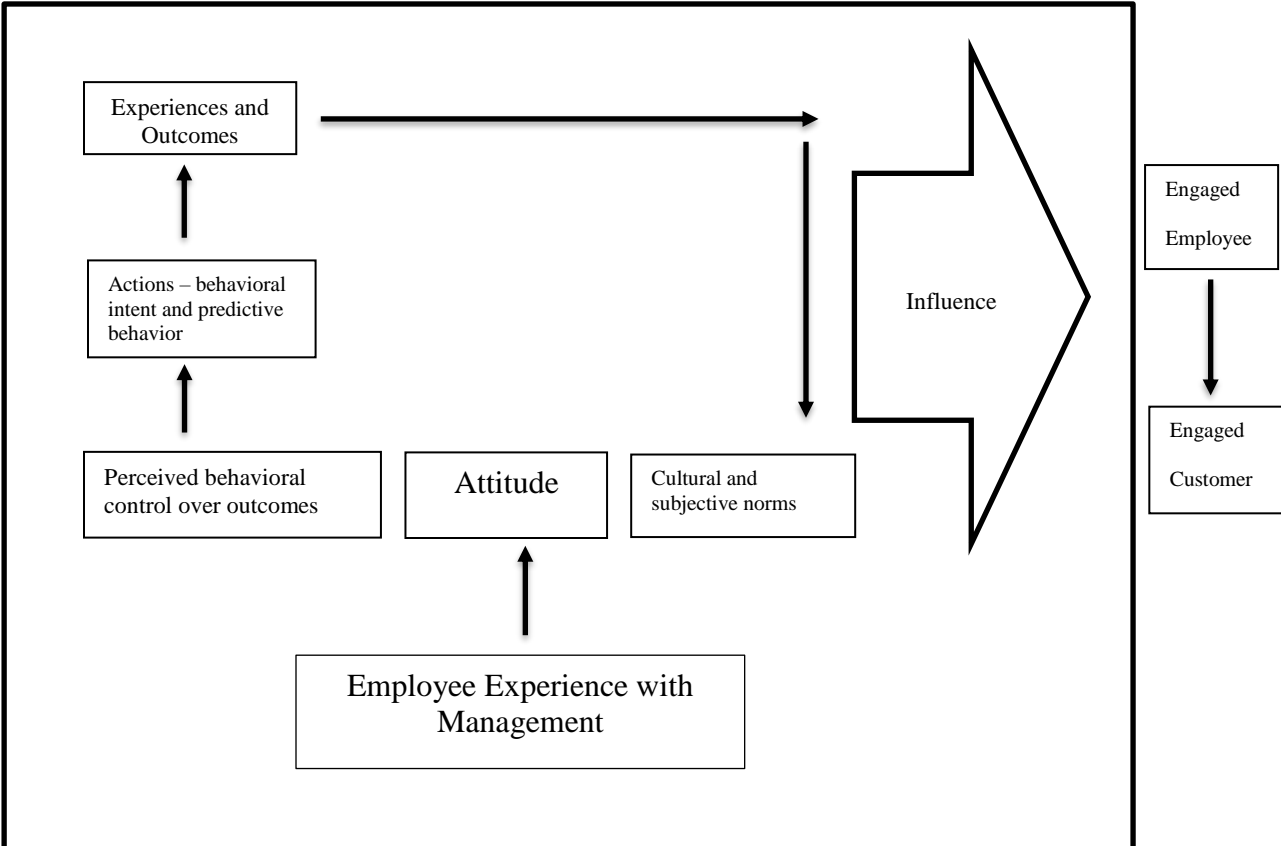 Experiences and
Outcomes
Actions – behavioral
intent and predictive
behavior
Influence
Engaged
Employee
Engaged
Customer
Perceived behavioral
control over outcomes
Attitude
Cultural and
subjective norms
Employee Experience with
Management